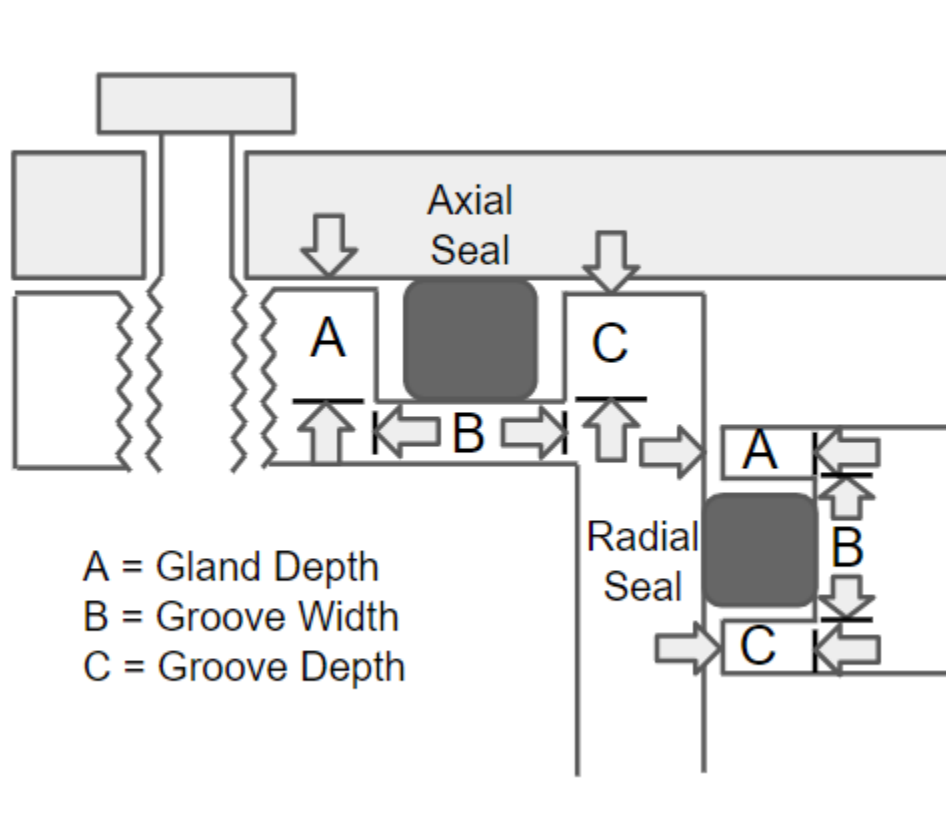 Axial
Seal
A
C
B
A
Radial
Seal
B
C
A = Gland Depth
B = Groove Width
C = Groove Depth